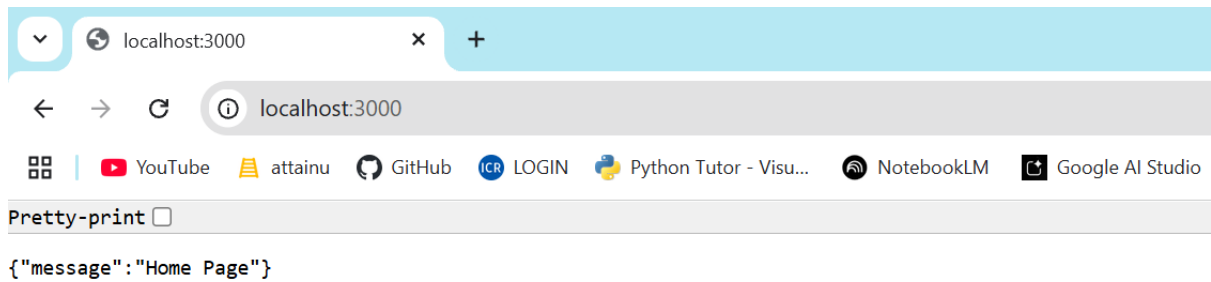 localhost:3000
localhost:3000
YouTube attainu GitHub ICR LOGIN Python Tutor - Visu... NotebookLM Google AI Studio
Pretty-print
{"message":"Home Page"}